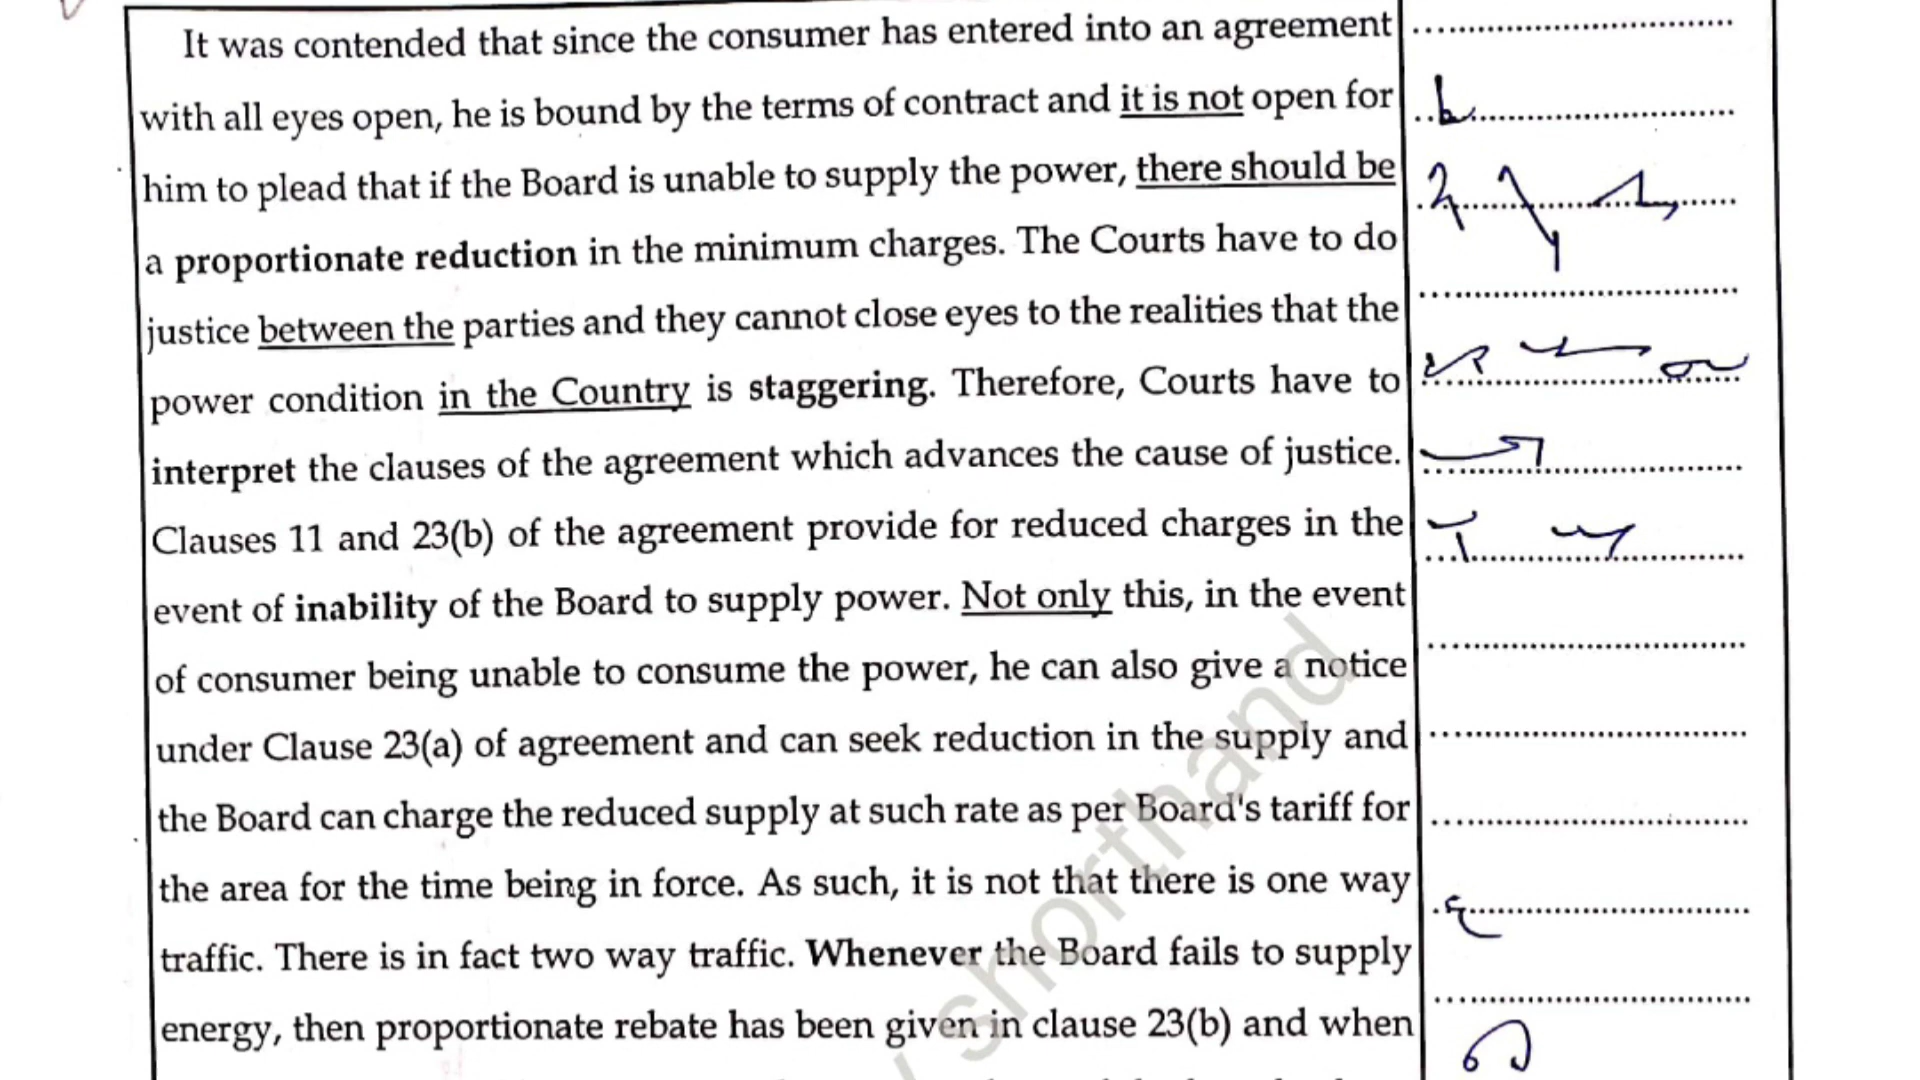 It was contended that since the consumer has entered into an agreement
with all eyes open, he is bound by the terms of contract and it is not open for
him to plead that if the Board is unable to supply the power, there should be
a proportionate reduction in the minimum charges. The Courts have to do
justice between the parties and they cannot close eyes to the realities that the
power condition in the Country is staggering. Therefore, Courts have to
interpret the clauses of the agreement which advances the cause of justice.
Clauses 11 and 23(b) of the agreement provide for reduced charges in the
event of inability of the Board to supply power. Not only this, in the event
of consumer being unable to consume the power, he can also give a notice
under Clause 23(a) of agreement and can seek reduction in the supply and
the Board can charge the reduced supply at such rate as per Board's tariff for
the area for the time being in force. As such, it is not that there is one way
traffic. There is in fact two way traffic. Whenever the Board fails to supply
energy, then proportionate rebate has been given in clause 23(b) and when
shorthand